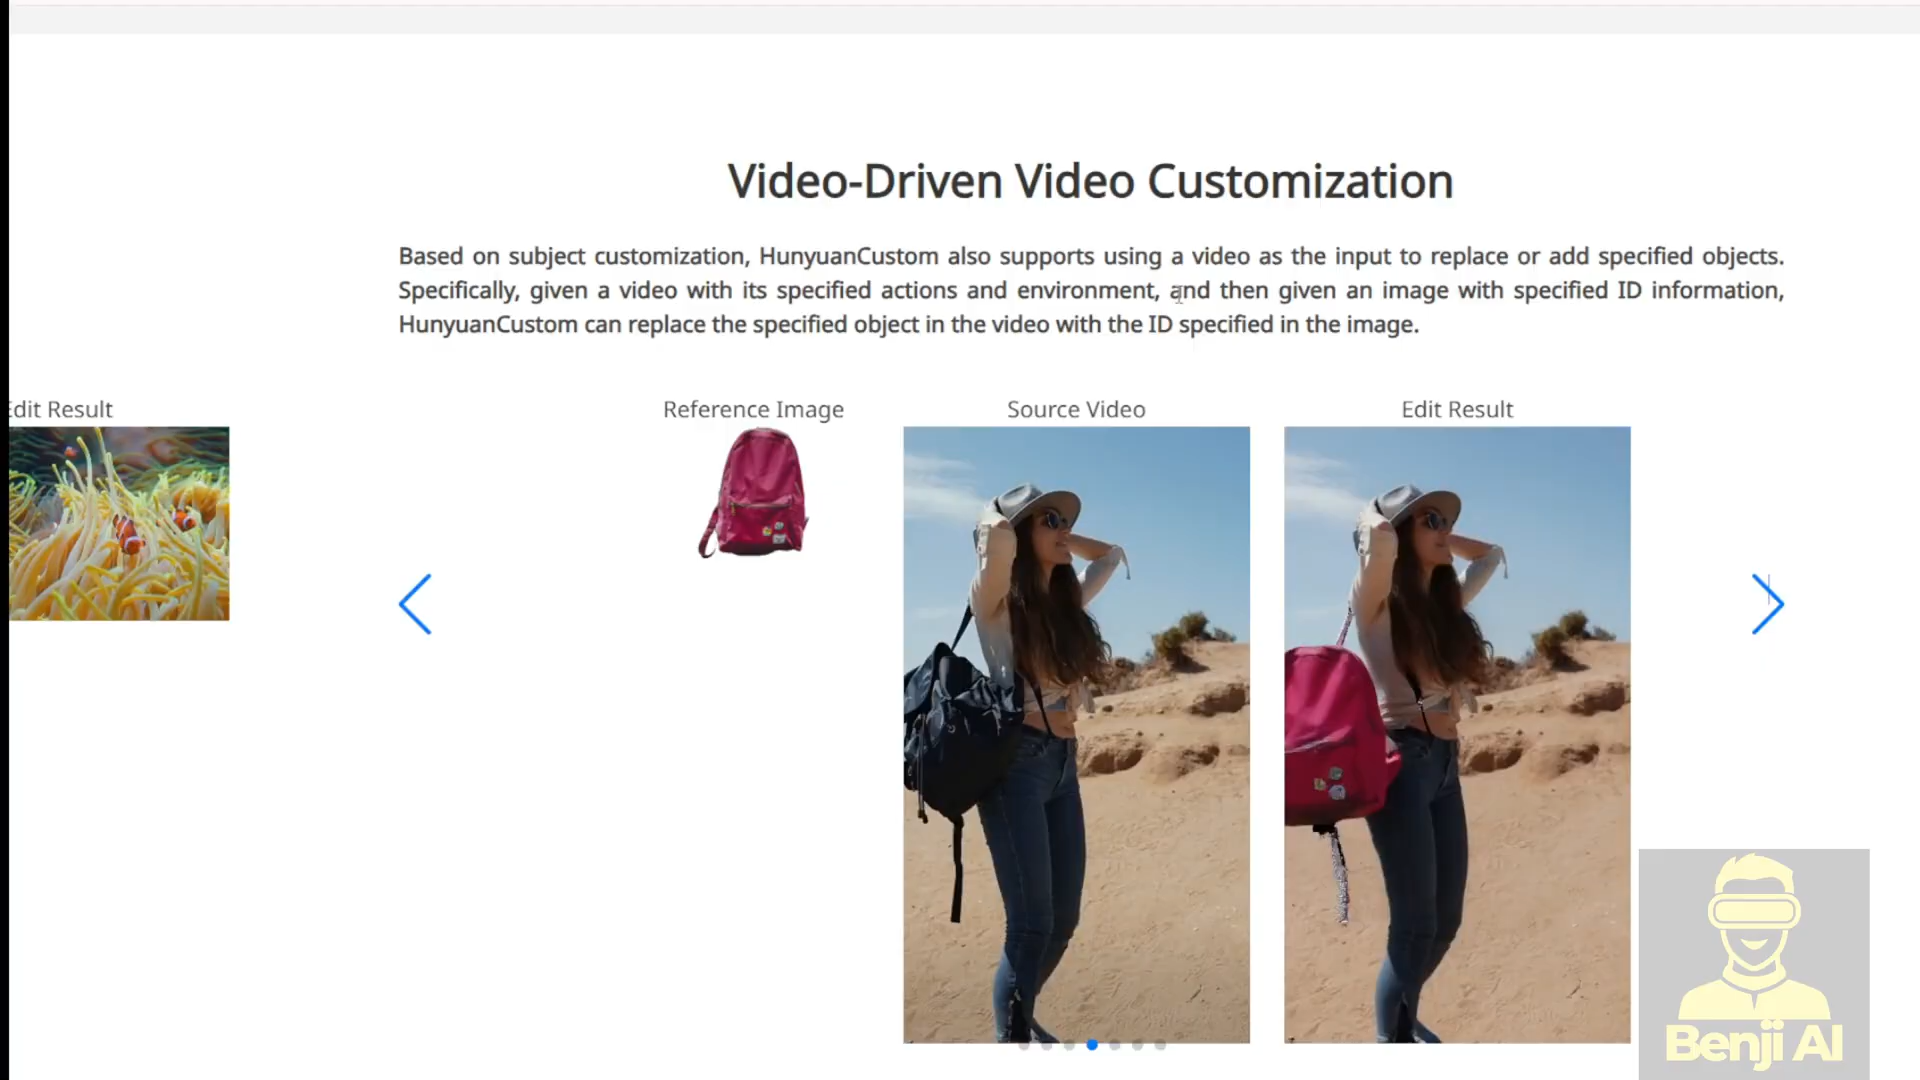 Video-Driven Video Customization
Based on subject customization, HunyuanCustom also supports using a video as the input to replace or add specified objects.
Specifically, given a video with its specified actions and environment, and then given an image with specified ID information,
HunyuanCustom can replace the specified object in the video with the ID specified in the image.
Edit Result
Reference Image
Source Video
Edit Result
Benji AI